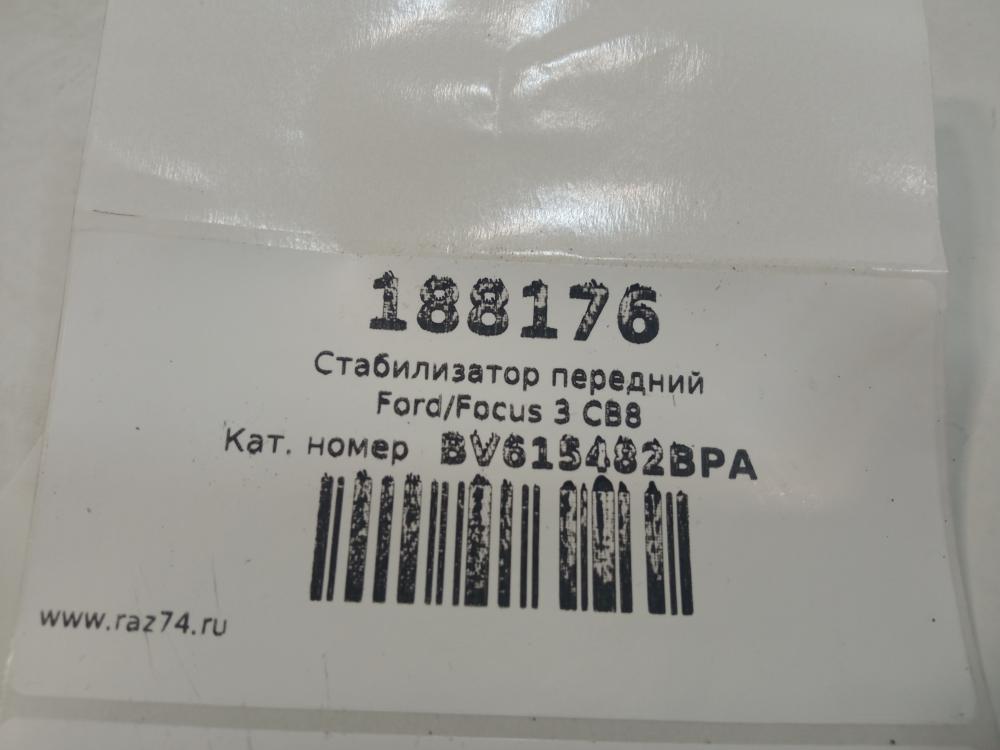 188176
Стабилизатор передний
Ford/Focus 3 CB8
Кат. номер BV615482BPA
www.raz74.ru